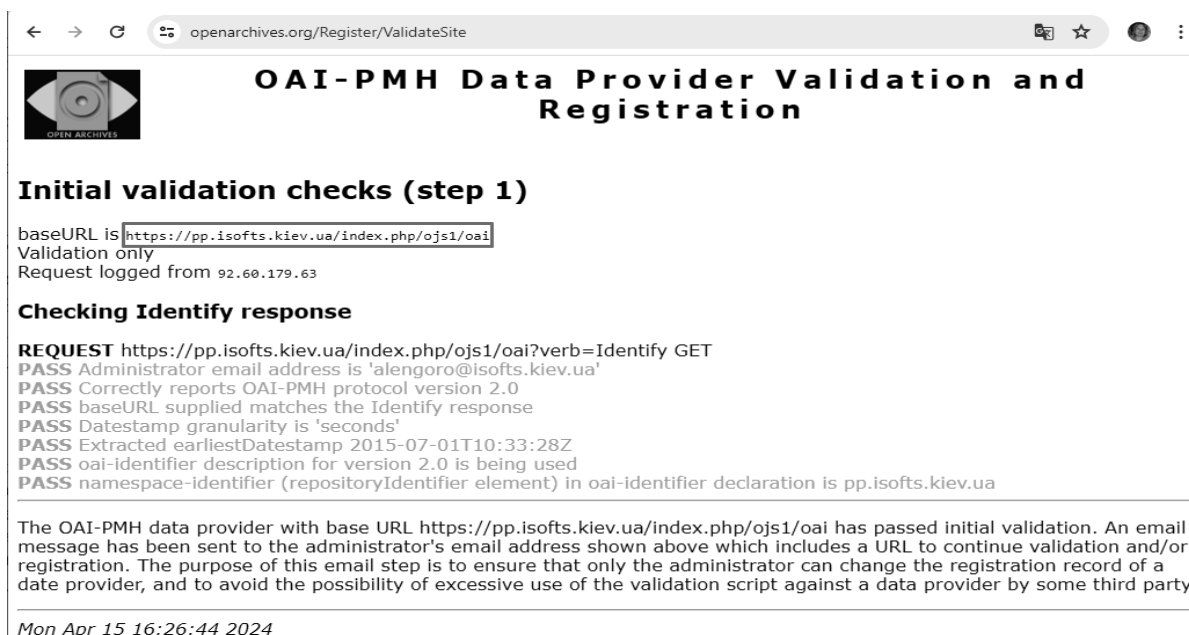 openarchives.org/Register/ValidateSite
OPEN ARCHIVES
OAI-PMH Data Provider Validation and
Registration
Initial validation checks (step 1)
baseURL is https://pp.isofts.kiev.ua/index.php/ojs1/oai
Validation only
Request logged from 92.60.179.63
Checking Identify response
REQUEST https://pp.isofts.kiev.ua/index.php/ojs1/oai?verb=Identify GET
PASS Administrator email address is 'alengoro@isofts.kiev.ua'
PASS Correctly reports OAI-PMH protocol version 2.0
PASS baseURL supplied matches the Identify response
PASS Datestamp granularity is 'seconds'
PASS Extracted earliestDatestamp 2015-07-01T10:33:28Z
PASS oai-identifier description for version 2.0 is being used
PASS namespace-identifier (repositoryIdentifier element) in oai-identifier declaration is pp.isofts.kiev.ua
The OAI-PMH data provider with base URL https://pp.isofts.kiev.ua/index.php/ojs1/oai has passed initial validation. An email
message has been sent to the administrator's email address shown above which includes a URL to continue validation and/or
registration. The purpose of this email step is to ensure that only the administrator can change the registration record of a
date provider, and to avoid the possibility of excessive use of the validation script against a data provider by some third party
Mon Apr 15 16:26:44 2024